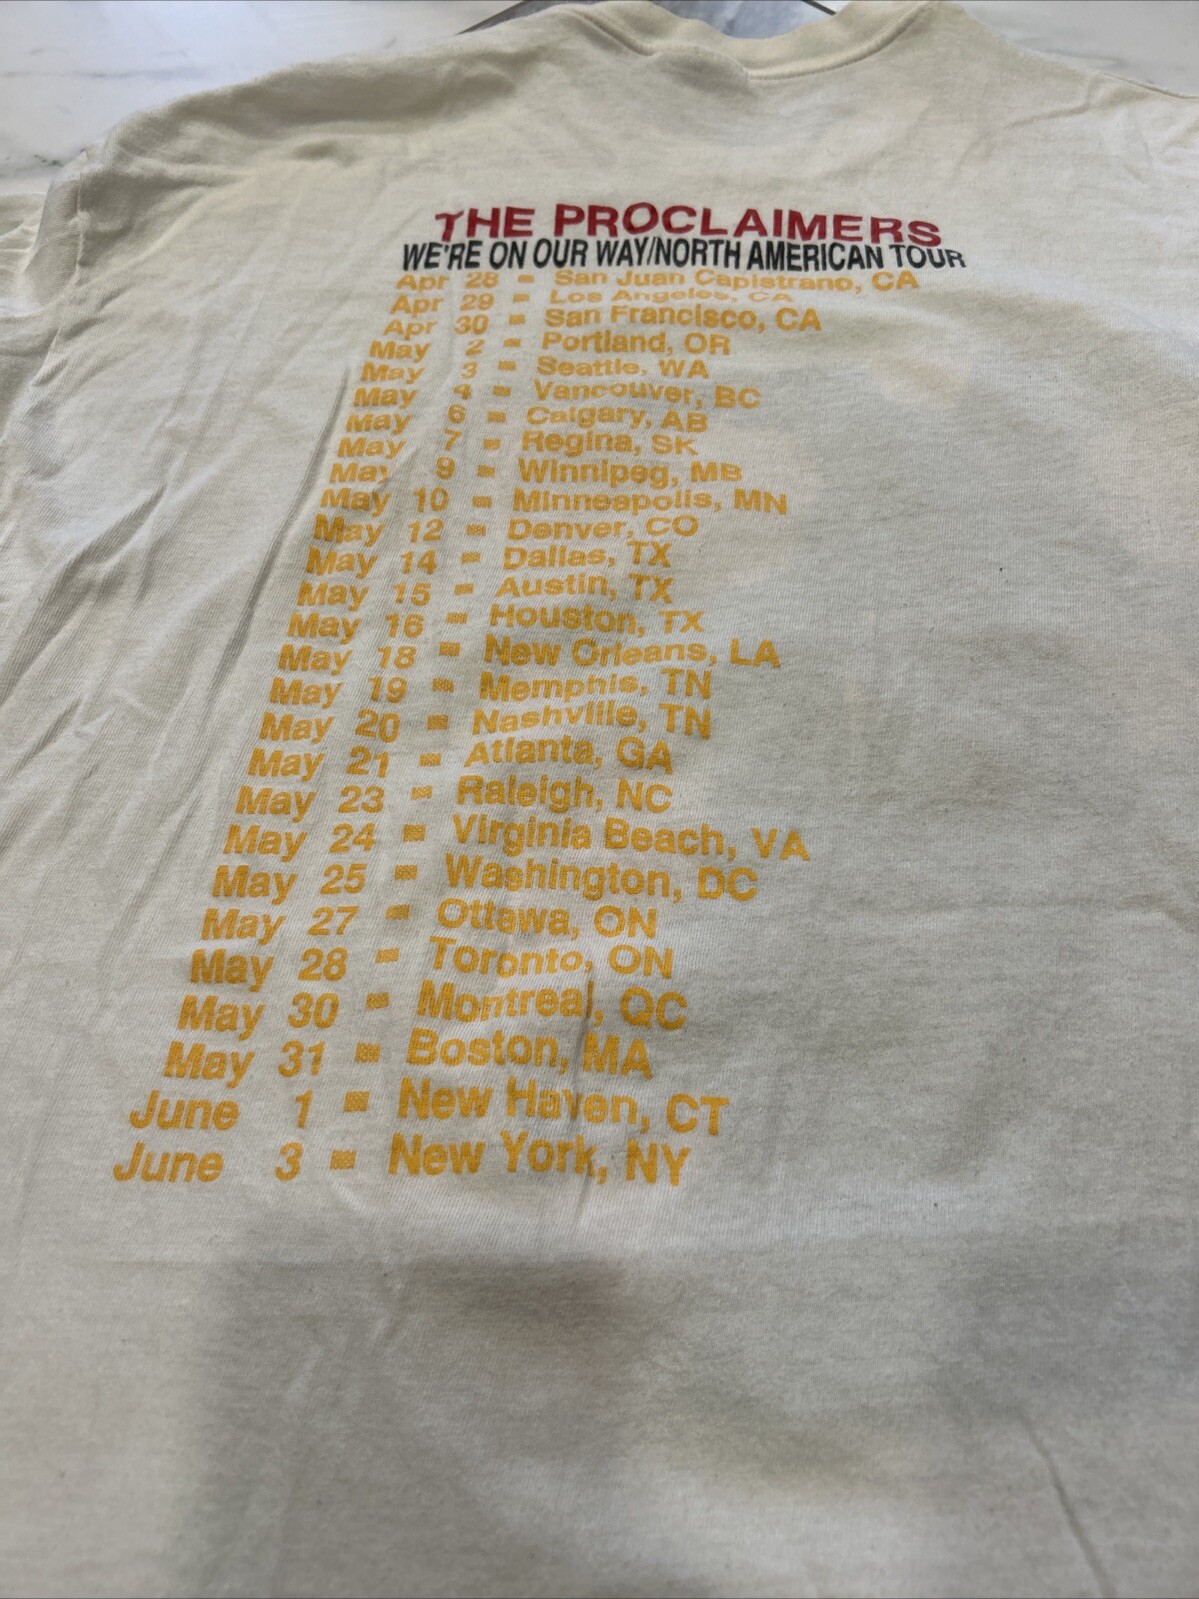 THE PROCLAIMERS
WE'RE ON OUR WAY/NORTH AMERICAN TOUR
Apr 28 - San Juan Capistrano, CA
Apr 29 - Los Angeles, CA
Apr 30 - San Francisco, CA
May 2 - Portland, OR
May 3 - Seattle, WA
May 4 - Vancouver, BC
May 6 - Calgary, AB
May 7 - Regina, SK
May 9 - Winnipeg, MB
May 10 - Minneapolis, MN
May 12 - Denver, CO
May 14 - Dallas, TX
May 15 - Austin, TX
May 16 - Houston, TX
May 18 - New Orleans, LA
May 19 - Memphis, TN
May 20 - Nashville, TN
May 21 - Atlanta, GA
May 23 - Raleigh, NC
May 24 - Virginia Beach, VA
May 25 - Washington, DC
May 27 - Ottawa, ON
May 28 - Toronto, ON
May 30 - Montreal, QC
May 31 - Boston, MA
June 1 - New Haven, CT
June 3 - New York, NY